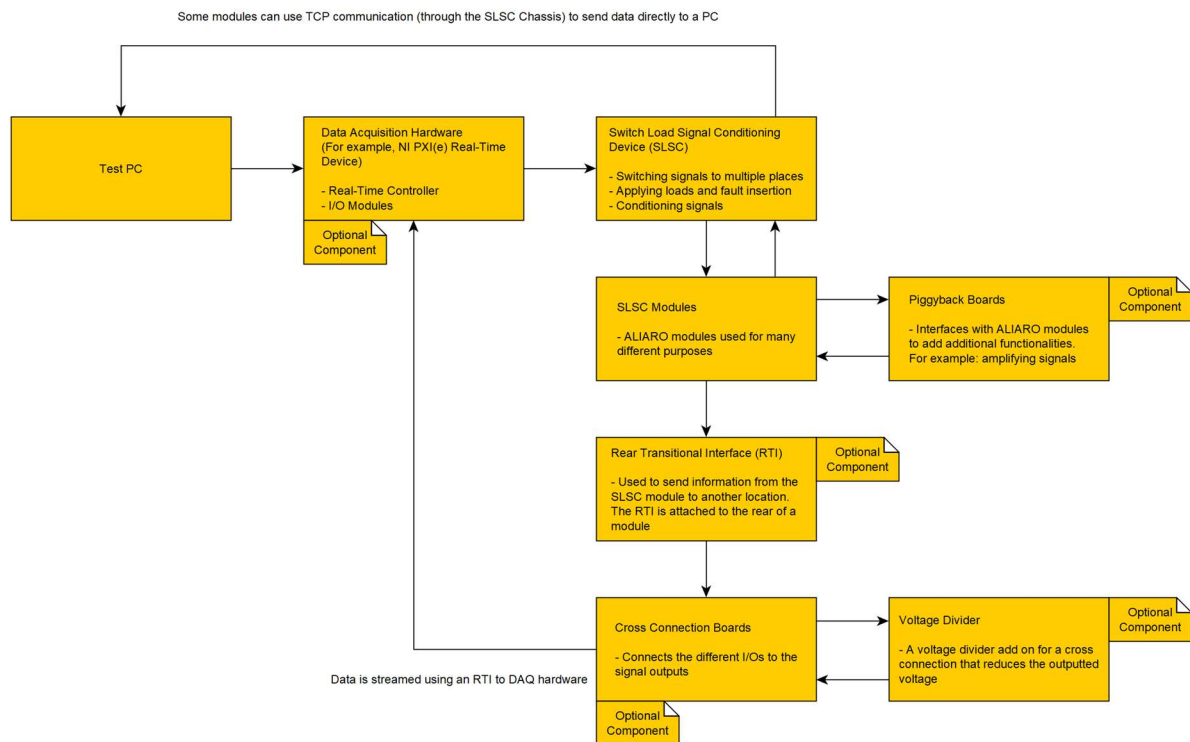 Some modules can use TCP communication (through the SLSC Chassis) to send data directly to a PC
Test PC
Data Acquisition Hardware
(For example, NI PXI(e) Real-Time
Device)
- Real-Time Controller
- I/O Modules
Optional
Component
Switch Load Signal Conditioning
Device (SLSC)
- Switching signals to multiple places
- Applying loads and fault insertion
- Conditioning signals
SLSC Modules
- ALIARO modules used for many
different purposes
Piggyback Boards
- Interfaces with ALIARO modules
to add additional functionalities.
For example: amplifying signals
Optional
Component
Rear Transitional Interface (RTI)
- Used to send information from the
SLSC module to another location.
The RTI is attached to the rear of a
module
Optional
Component
Cross Connection Boards
- Connects the different I/Os to the
signal outputs
Optional
Component
Voltage Divider
- A voltage divider add on for a cross
connection that reduces the outputted
voltage
Optional
Component
Data is streamed using an RTI to DAQ hardware